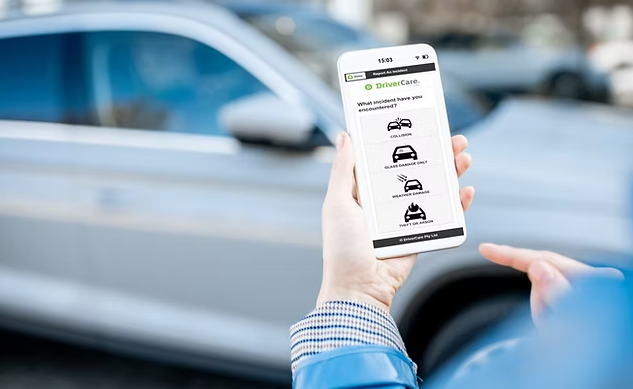 15:03
Home
Report An Incident
DriverCare
What incident have you
encountered?
COLLISION
GLASS DAMAGE ONLY
WEATHER DAMAGE
THEFT OR ARSON
© DriverCare Pty Ltd